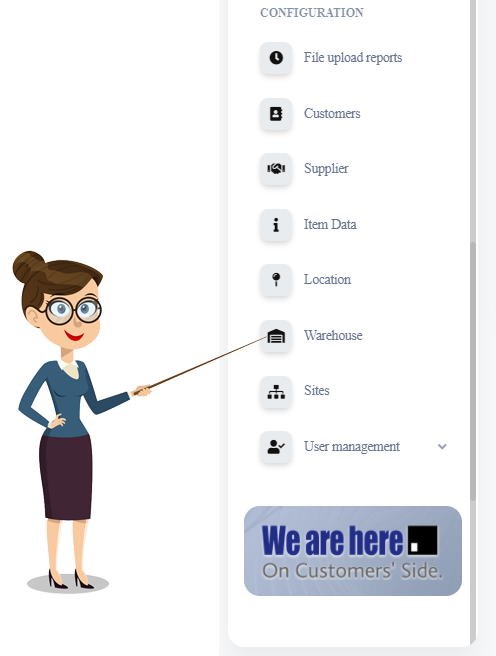 CONFIGURATION
File upload reports
Customers
Supplier
Item Data
Location
Warehouse
Sites
User management
We are here
On Customers' Side.